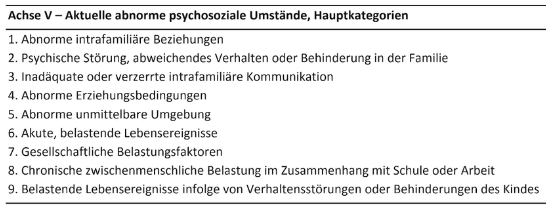 Achse V – Aktuelle abnorme psychosoziale Umstände, Hauptkategorien
1. Abnorme intrafamiliäre Beziehungen
2. Psychische Störung, abweichendes Verhalten oder Behinderung in der Familie
3. Inadäquate oder verzerrte intrafamiliäre Kommunikation
4. Abnorme Erziehungsbedingungen
5. Abnorme unmittelbare Umgebung
6. Akute, belastende Lebensereignisse
7. Gesellschaftliche Belastungsfaktoren
8. Chronische zwischenmenschliche Belastung im Zusammenhang mit Schule oder Arbeit
9. Belastende Lebensereignisse infolge von Verhaltensstörungen oder Behinderungen des Kindes